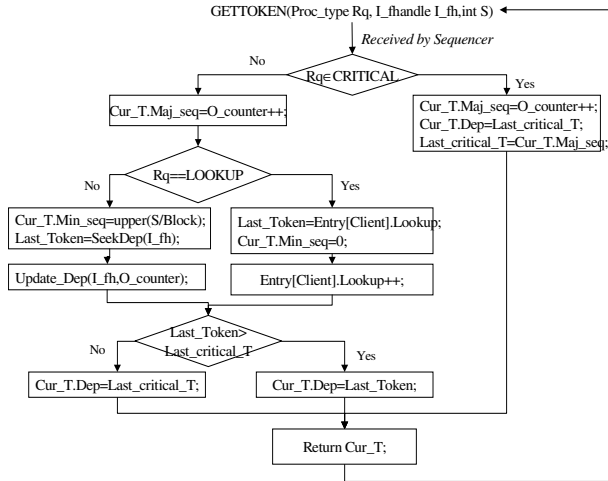 GETTOKEN(Proc_type Rq, I_fhandle I_fh,int S)
Received by Sequencer
No
Rq∈CRITICAL
Yes
Cur_T.Maj_seq=O_counter++;
Cur_T.Maj_seq=O_counter++;
Cur_T.Dep=Last_critical_T;
Last_critical_T=Cur_T.Maj_seq;
Rq==LOOKUP
No
Yes
Cur_T.Min_seq=upper(S/Block);
Last_Token=SeekDep(I_fh);
Last_Token=Entry[Client].Lookup;
Cur_T.Min_seq=0;
Update_Dep(I_fh,O_counter);
Entry[Client].Lookup++;
Last_Token>
Last_critical_T
No
Yes
Cur_T.Dep=Last_critical_T;
Cur_T.Dep=Last_Token;
Return Cur_T;